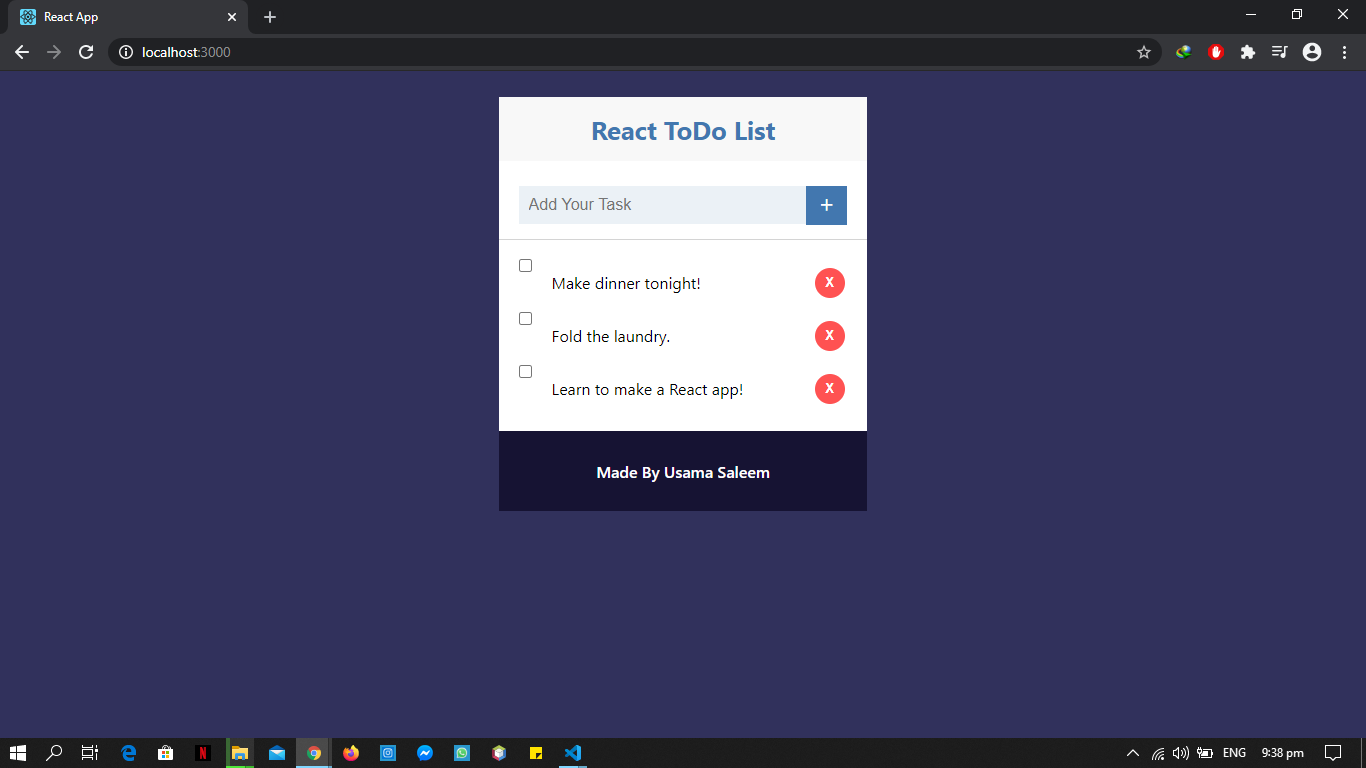 React App
localhost:3000
React ToDo List
Add Your Task +
Make dinner tonight! X
Fold the laundry. X
Learn to make a React app! X
Made By Usama Saleem
N ENG 9:38 pm